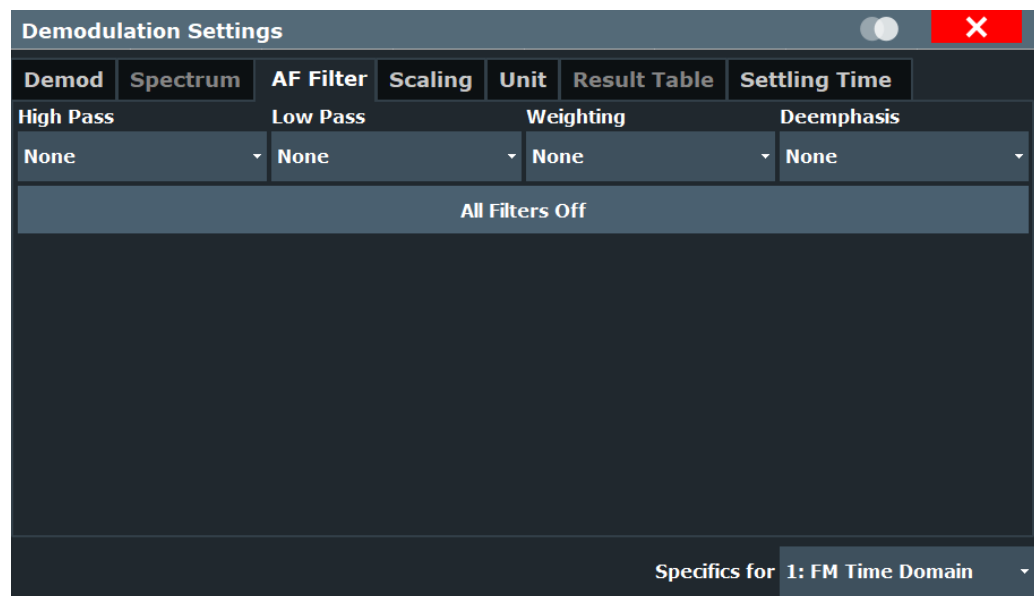 Demodulation Settings
Demod Spectrum AF Filter Scaling Unit Result Table Settling Time
High Pass Low Pass Weighting Deemphasis
None None None None
All Filters Off
Specifics for 1: FM Time Domain